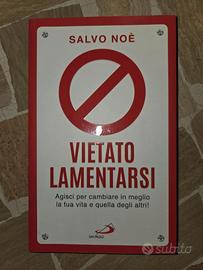 SALVO NOÈ
VIETATO
LAMENTARSI
Agisci per cambiare in meglio
la tua vita e quella degli altri!
SAN PAOLO
subito